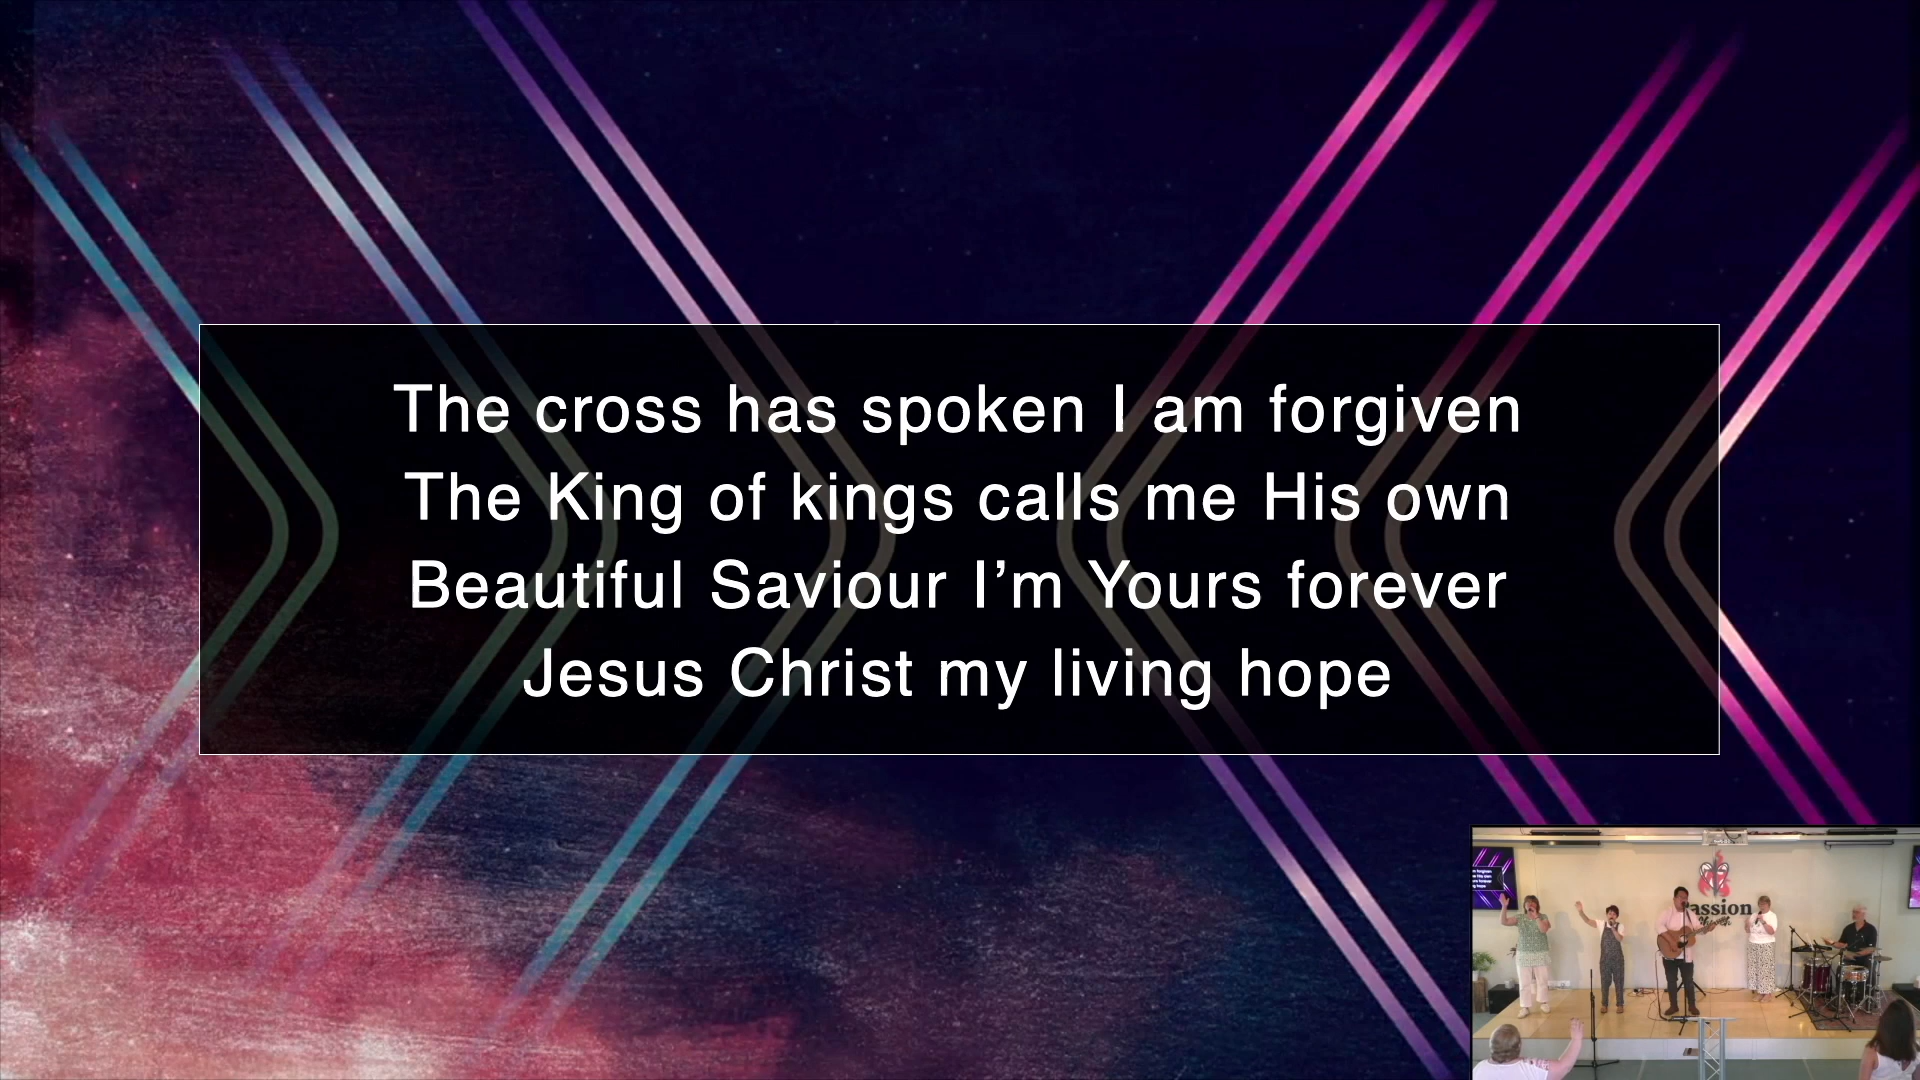 The cross has spoken I am forgiven
The King of kings calls me His own
Beautiful Saviour I’m Yours forever
Jesus Christ my living hope
assion